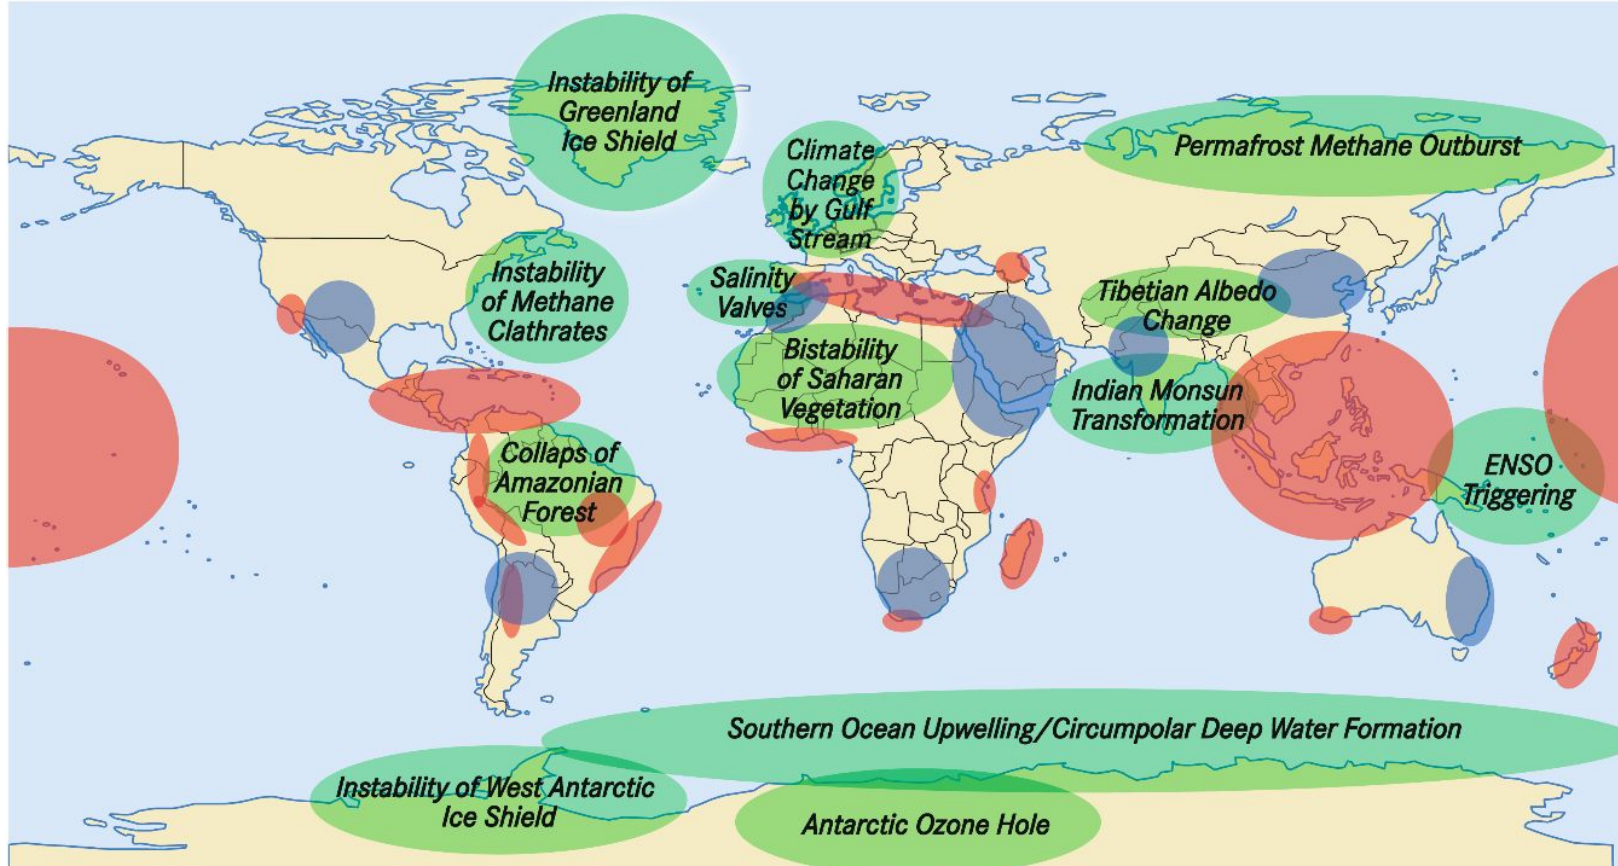 Instability of
Greenland
Ice Shield
Climate
Change
by Gulf
Stream
Permafrost Methane Outburst
Instability
of Methane
Clathrates
Salinity
Valves
Tibetian Albedo
Change
Bistability
of Saharan
Vegetation
Indian Monsun
Transformation
Collaps of
Amazonian
Forest
ENSO
Triggering
Southern Ocean Upwelling/Circumpolar Deep Water Formation
Instability of West Antarctic
Ice Shield
Antarctic Ozone Hole